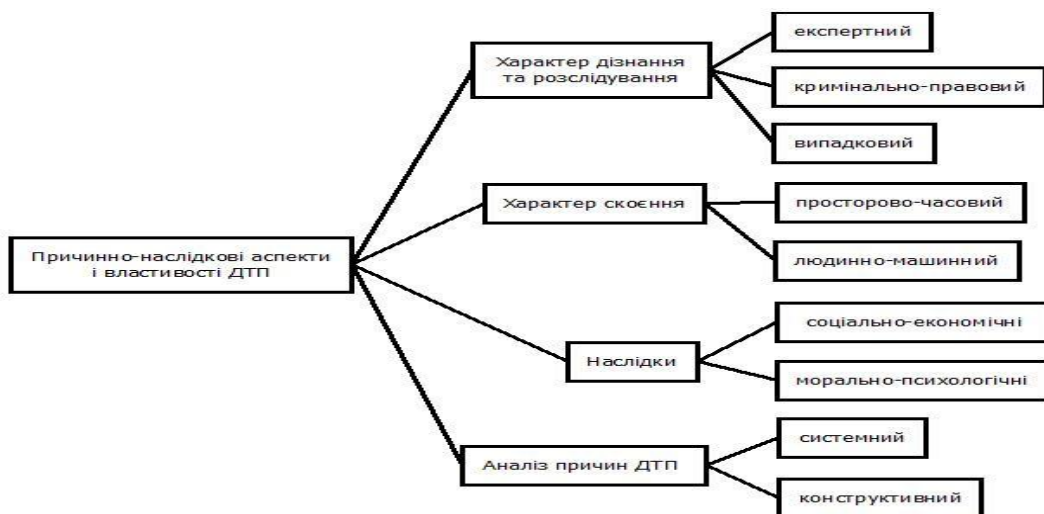 Причинно-наслідкові аспекти
і властивості ДТП
Характер дізнання
та розслідування
експертний
кримінально-правовий
випадковий
Характер скоєння
просторово-часовий
людинно-машинний
Наслідки
соціально-економічні
морально-психологічні
Аналіз причин ДТП
системний
конструктивний